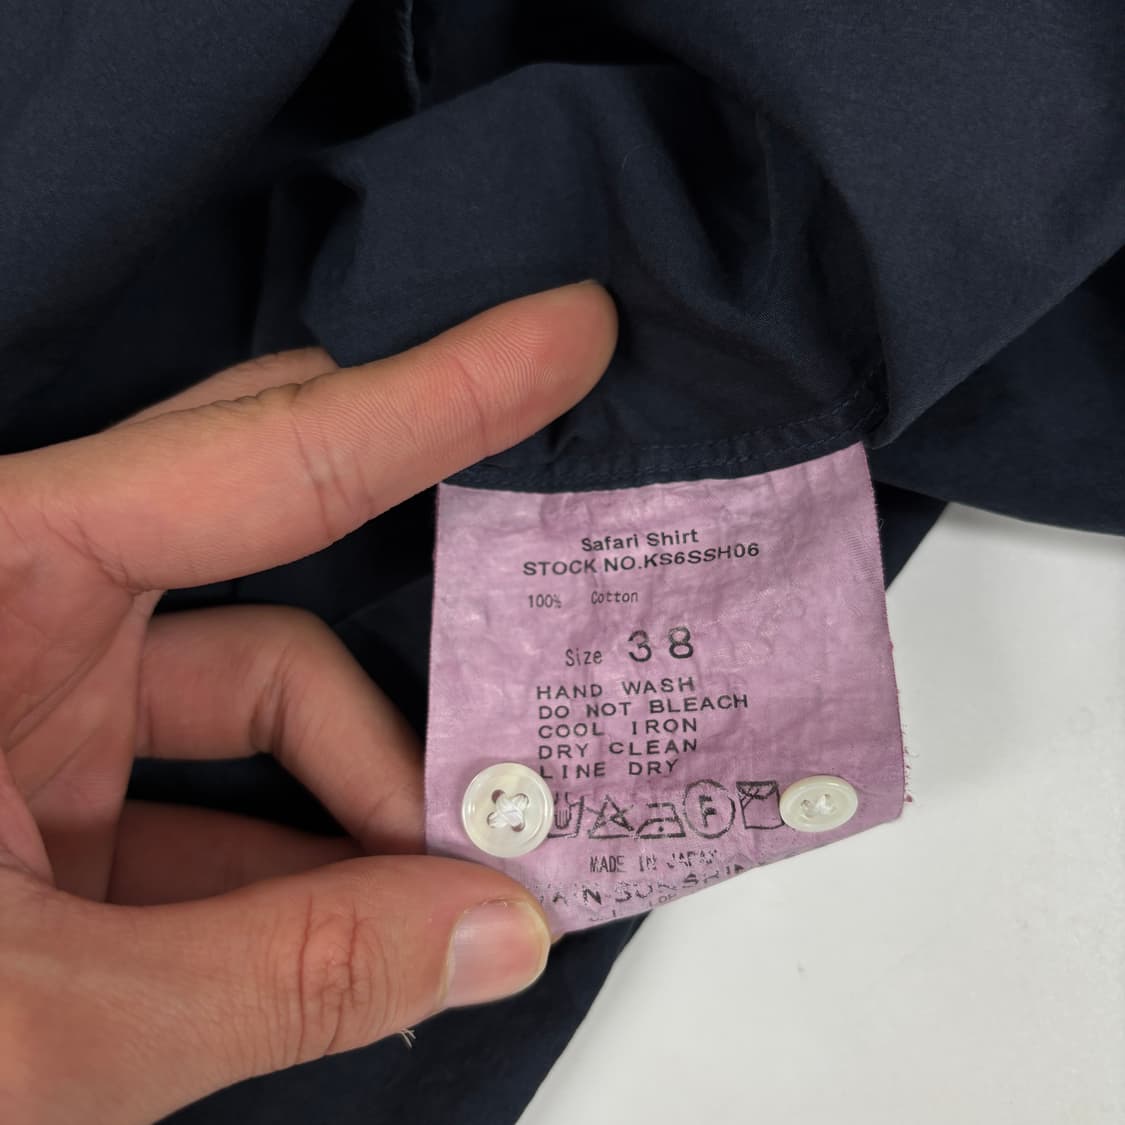 Safari Shirt
STOCK NO.KS6SSH06
100% Cotton
Size 38
HAND WASH
DO NOT BLEACH
COOL IRON
DRY CLEAN
LINE DRY
F
MADE IN JAPAN